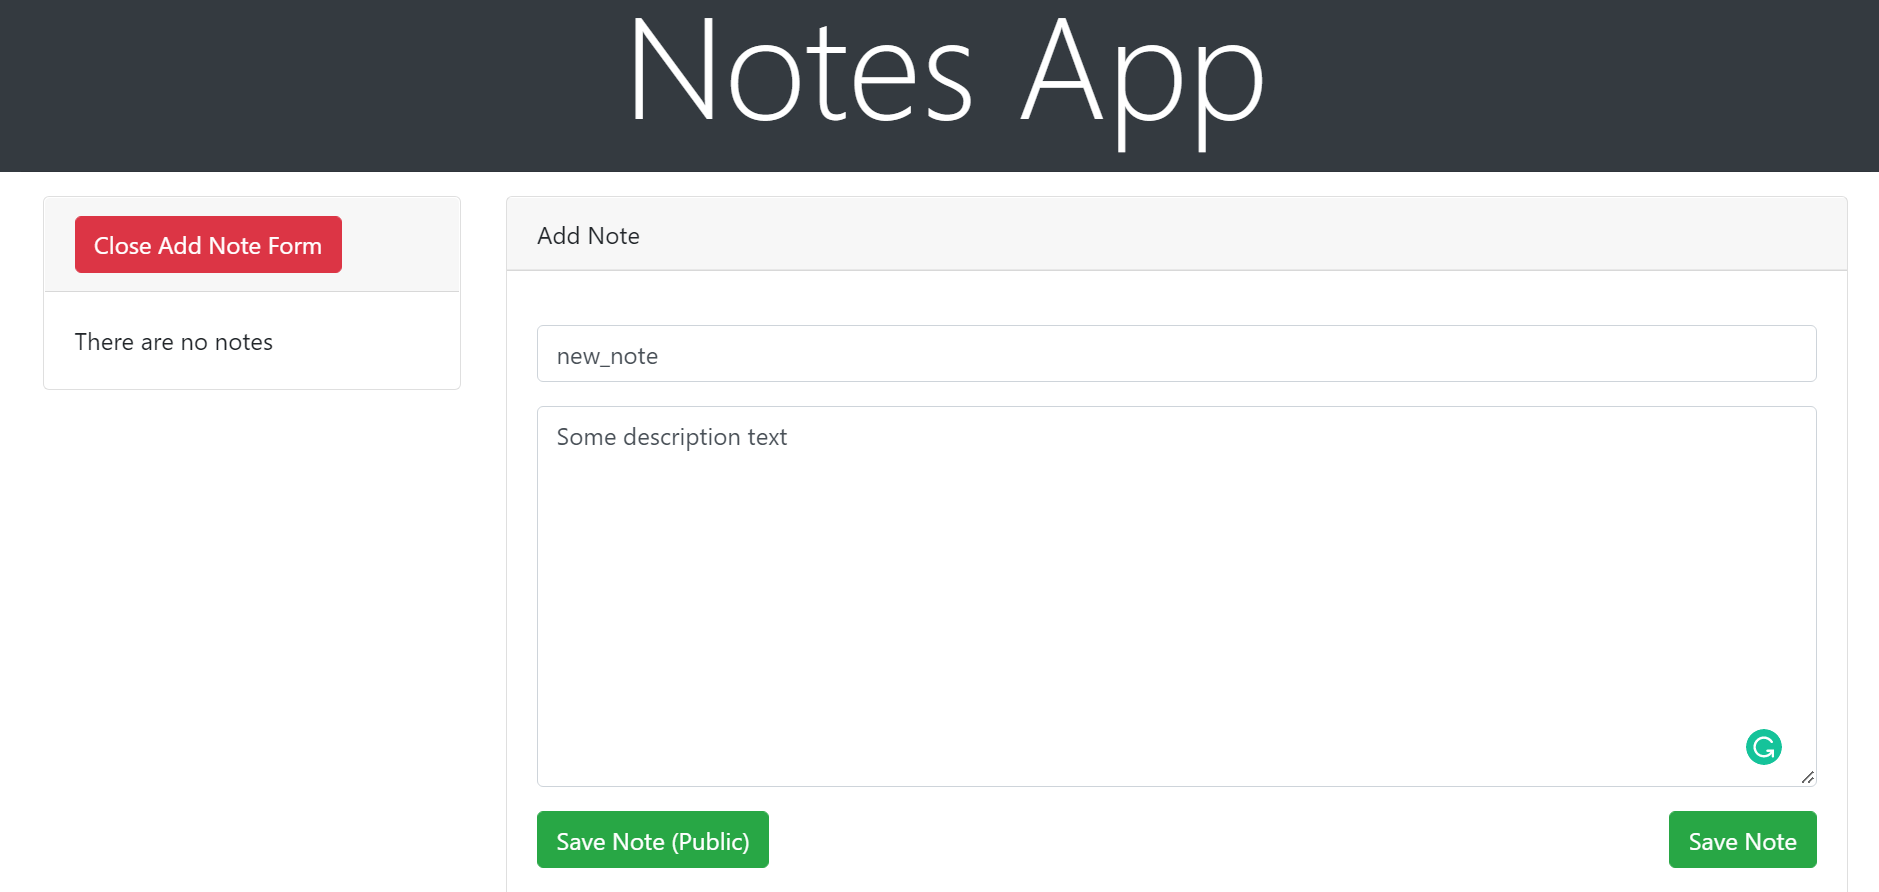 Notes App
Close Add Note Form
There are no notes
Add Note
new_note
Some description text
Save Note (Public)
Save Note